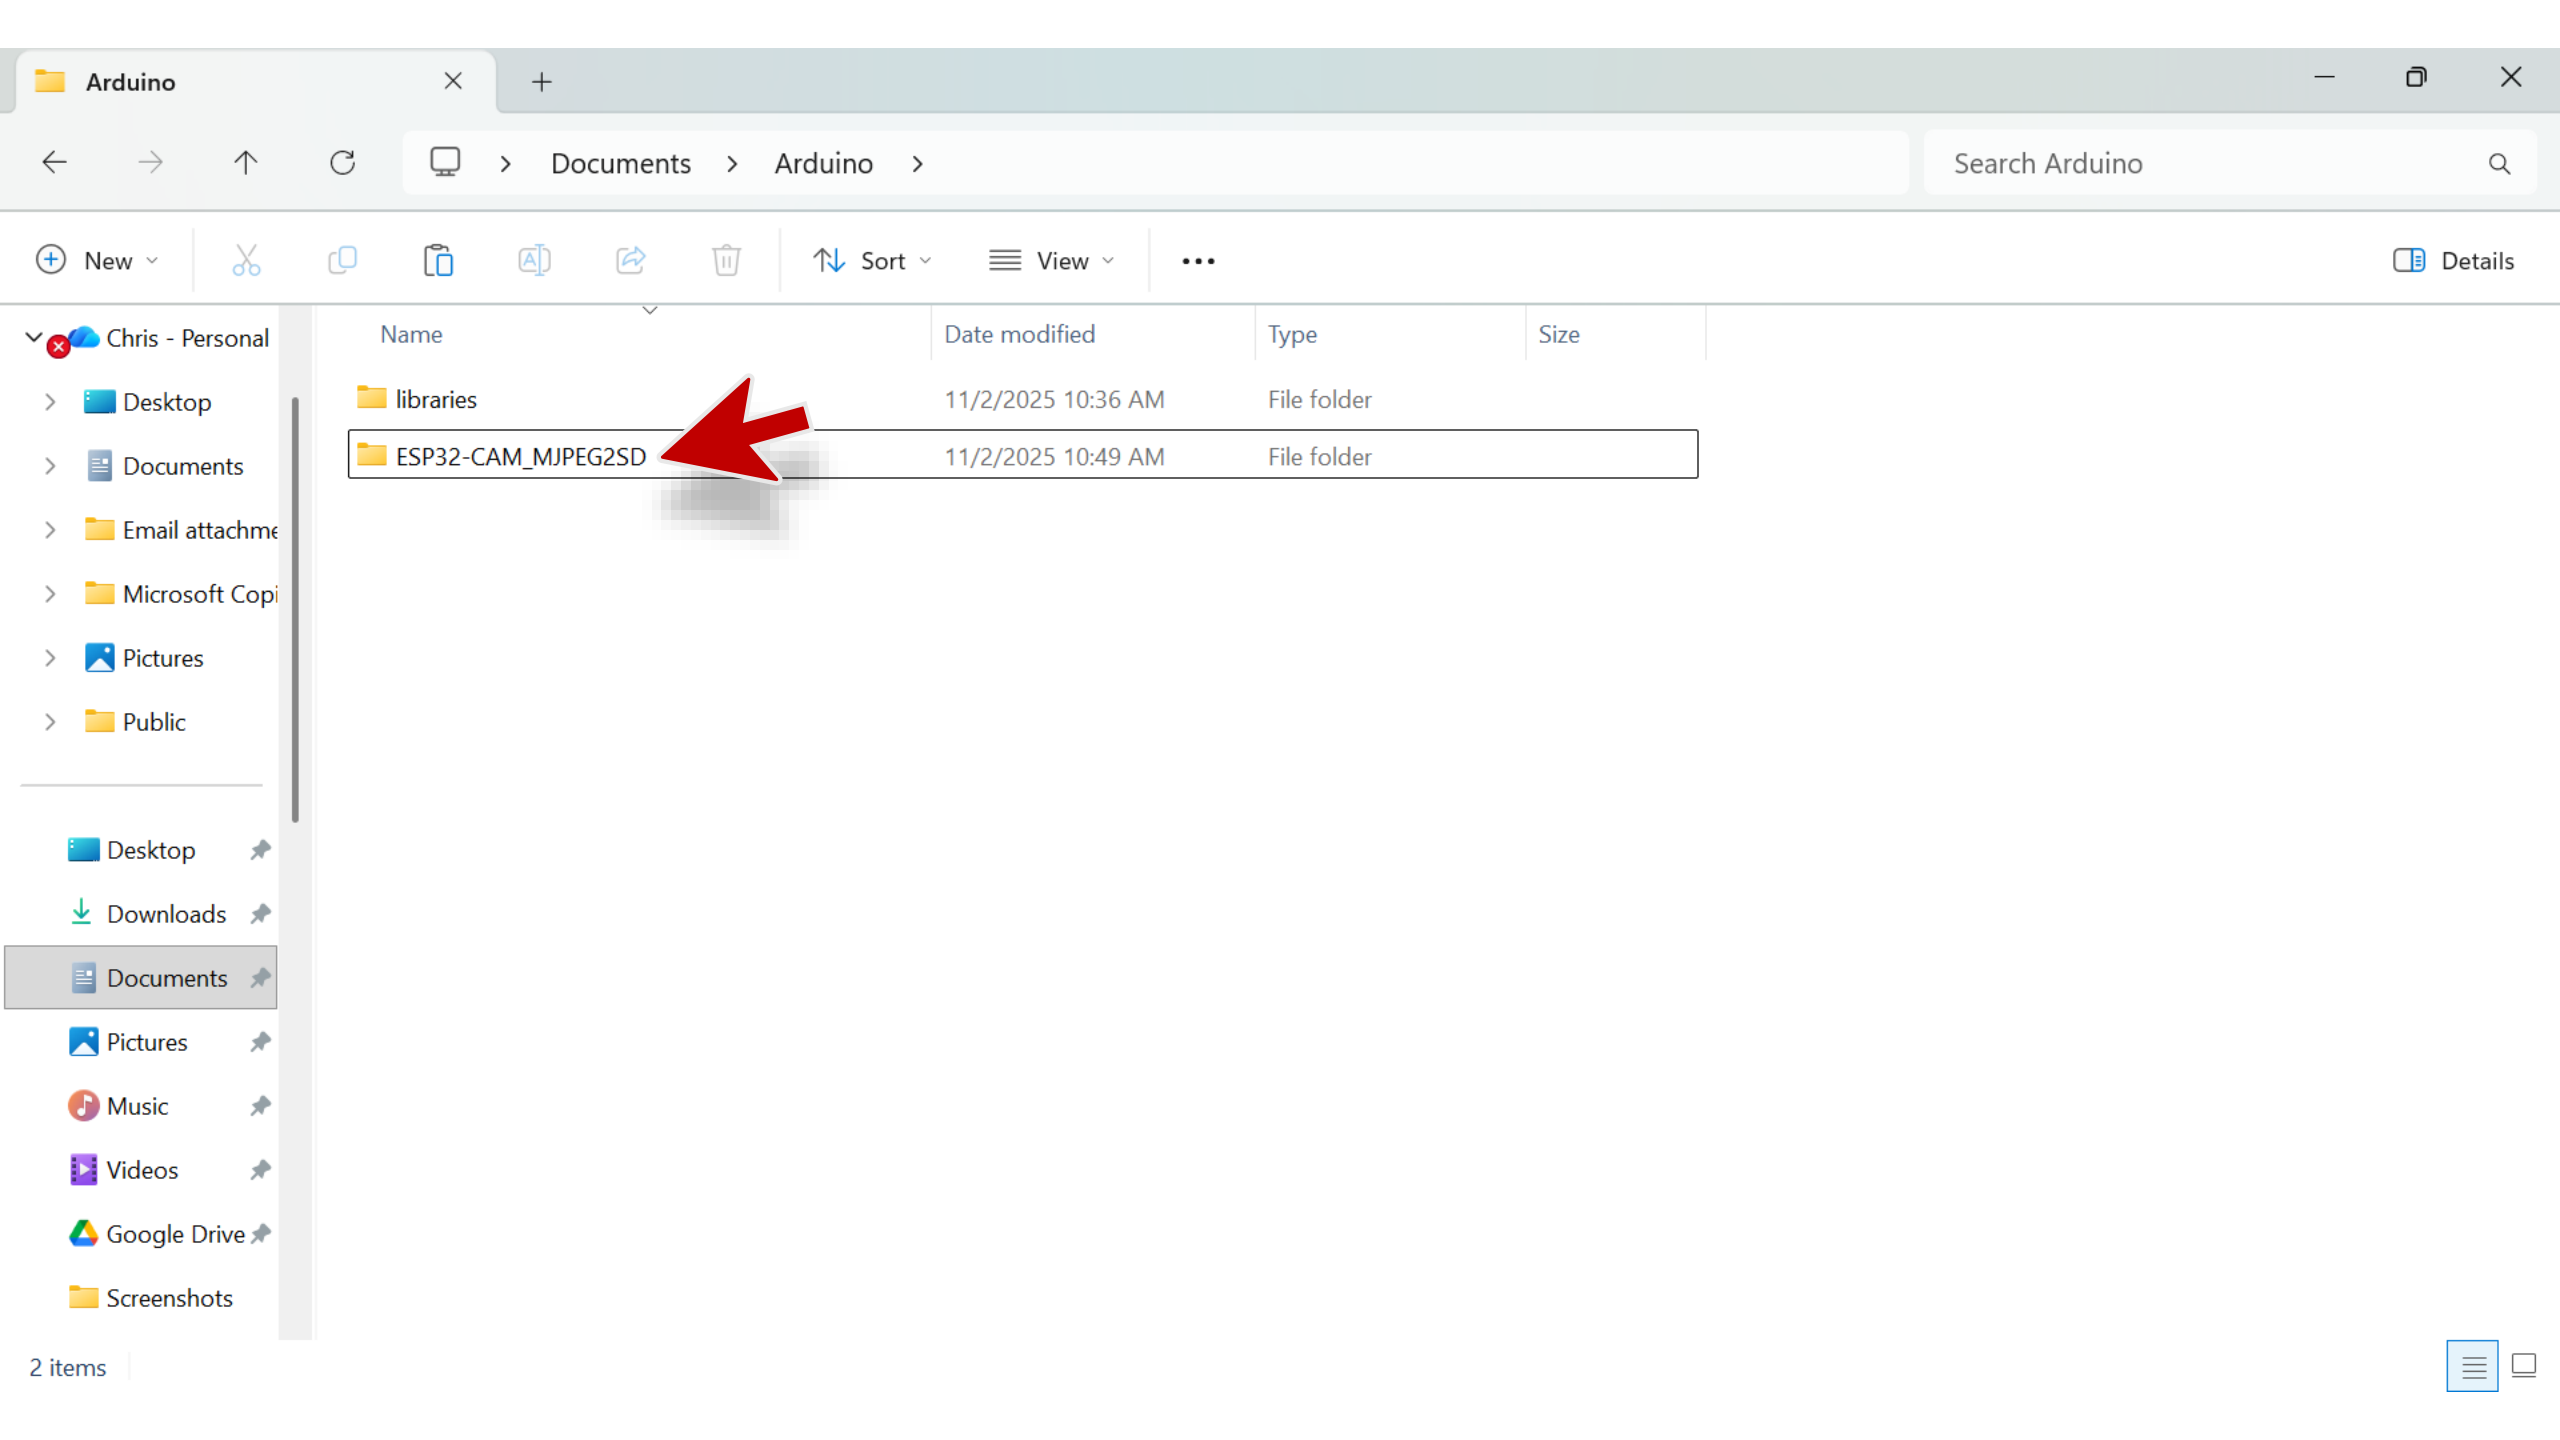 Arduino
Documents
Arduino
Search Arduino
New
Sort
View
Details
Chris - Personal
Desktop
Documents
Email attachme
Microsoft Copi
Pictures
Public
Desktop
Downloads
Documents
Pictures
Music
Videos
Google Drive
Screenshots
Name Date modified Type Size
libraries 11/2/2025 10:36 AM File folder
ESP32-CAM_MJPEG2SD 11/2/2025 10:49 AM File folder
2 items